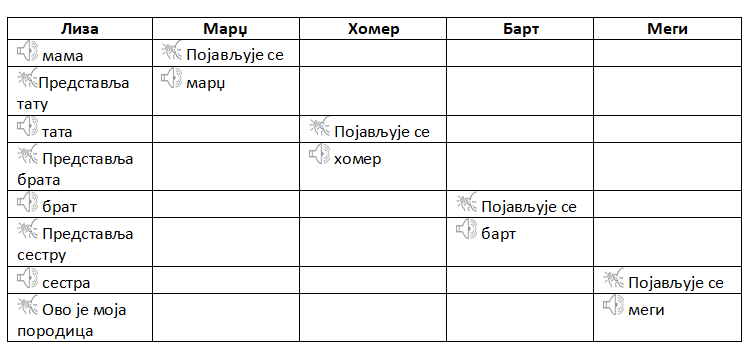 Лиза Марџ Хомер Барт Меги
мама Појављује се
Представља
тату марџ
тата Појављује се
Представља
брата хомер
брат Појављује се
Представља
сестру барт
сестра Појављује се
Ово је моја
породица меги